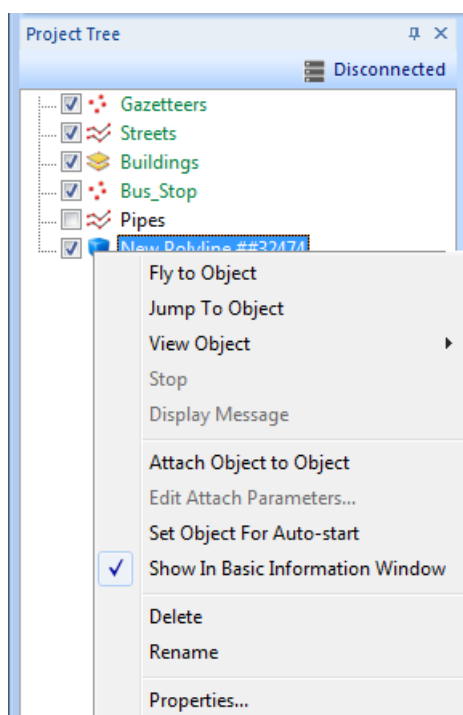 Project Tree
Disconnected
Gazetteers
Streets
Buildings
Bus_Stop
Pipes
New Polyline ##32474
Fly to Object
Jump To Object
View Object
Stop
Display Message
Attach Object to Object
Edit Attach Parameters...
Set Object For Auto-start
Show In Basic Information Window
Delete
Rename
Properties...